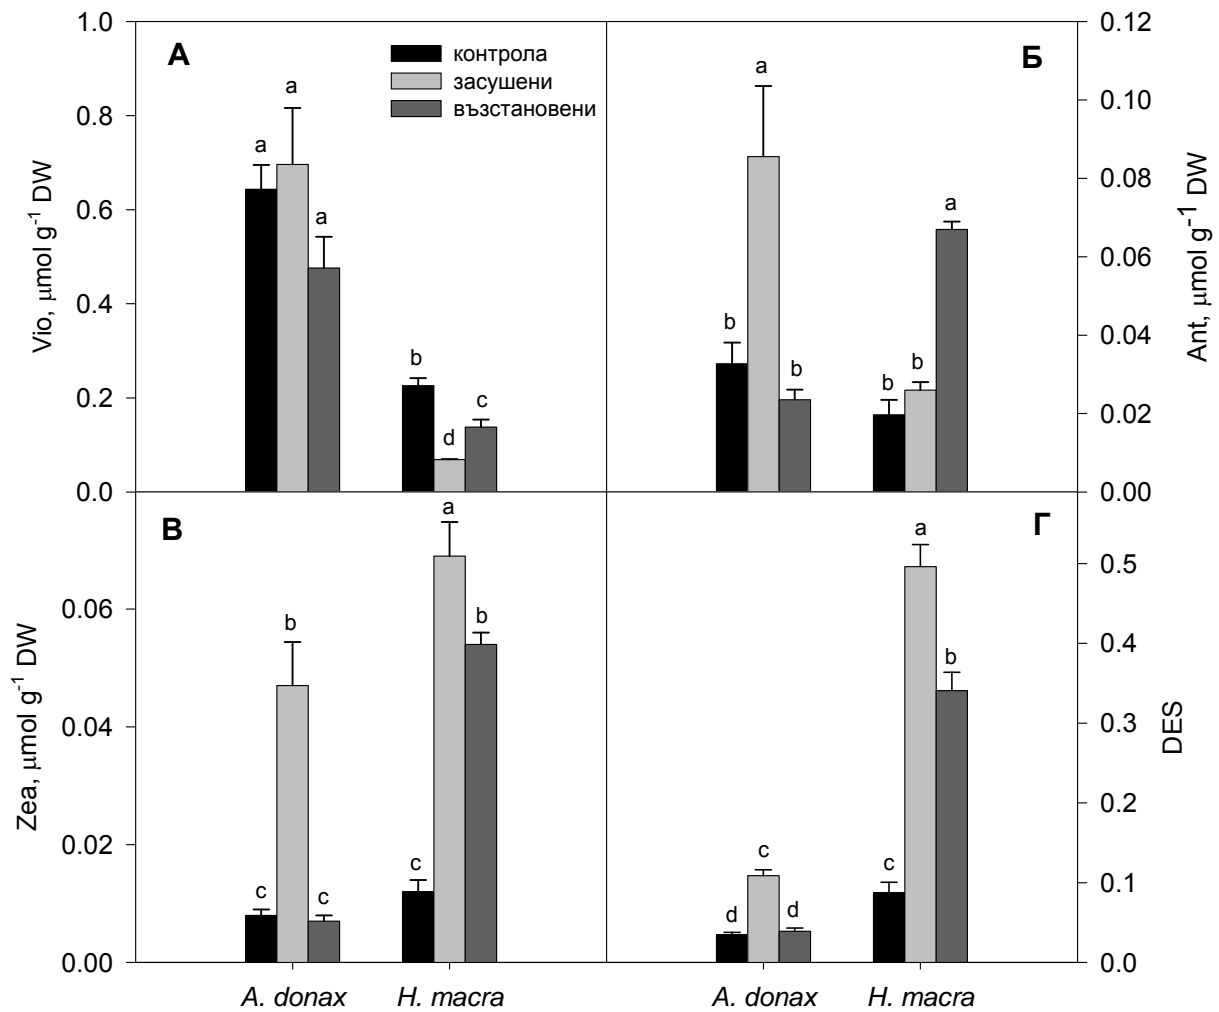 1.0
0.8
0.6
0.4
0.2
0.0
Vio, μmol g⁻¹ DW
А
контрола
засушени
възстановени
a
a
a
b
d
c
Б
a
b
b
b
b
a
0.12
0.10
0.08
0.06
0.04
0.02
0.00
Ant, μmol g⁻¹ DW
0.06
0.04
0.02
0.00
Zea, μmol g⁻¹ DW
В
c
b
c
c
a
b
A. donax
H. macra
Г
d
c
d
c
a
b
A. donax
H. macra
0.5
0.4
0.3
0.2
0.1
0.0
DES